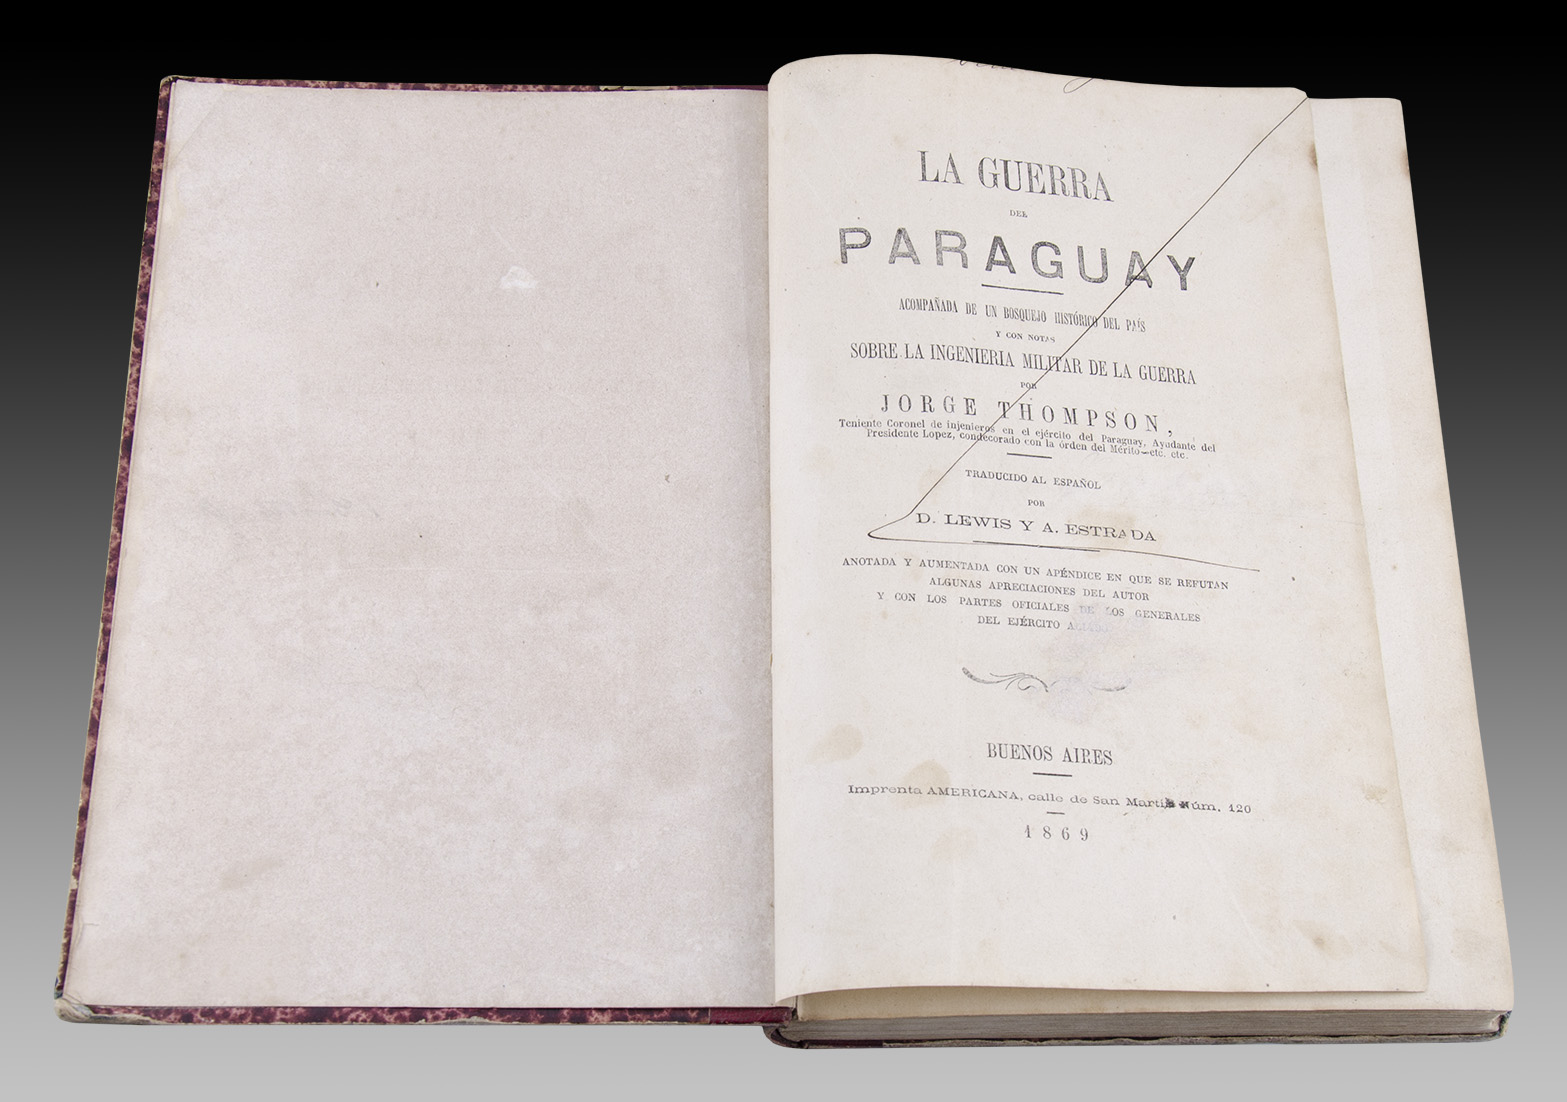 LA GUERRA
DEL
PARAGUAY
ACOMPAÑADA DE UN BOSQUEJO HISTÓRICO DEL PAÍS
Y CON NOTAS
SOBRE LA INGENIERIA MILITAR DE LA GUERRA
POR
JORGE THOMPSON,
Teniente Coronel de injenieros en el ejército del Paraguay, Ayudante del
Presidente Lopez, condecorado con la órden del Mérito—etc. etc.
TRADUCIDO AL ESPAÑOL
POR
D. LEWIS Y A. ESTRADA
ANOTADA Y AUMENTADA CON UN APÉNDICE EN QUE SE REFUTAN
ALGUNAS APRECIACIONES DEL AUTOR
Y CON LOS PARTES OFICIALES DE LOS GENERALES
DEL EJÉRCITO
BUENOS AIRES
Imprenta AMERICANA, calle de San Martin Núm. 120
1869